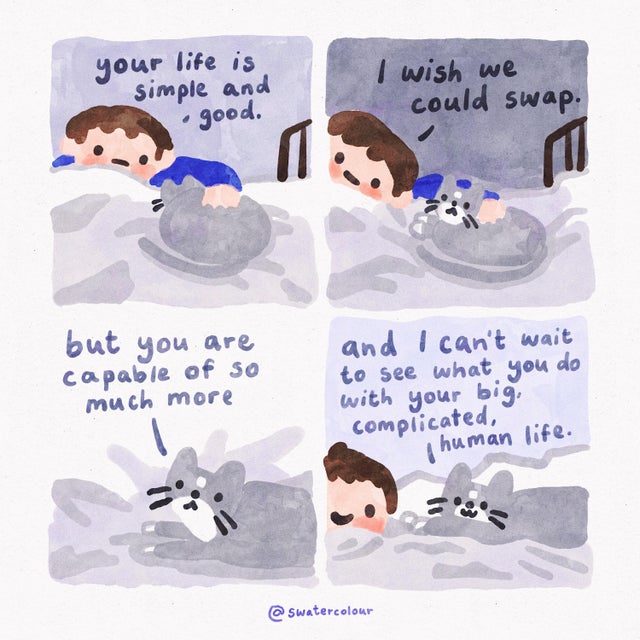 your life is
simple and
good.
I wish we
could swap.
but you are
capable of so
much more
and I can't wait
to see what you do
with your big,
complicated,
human life.
@swatercolour